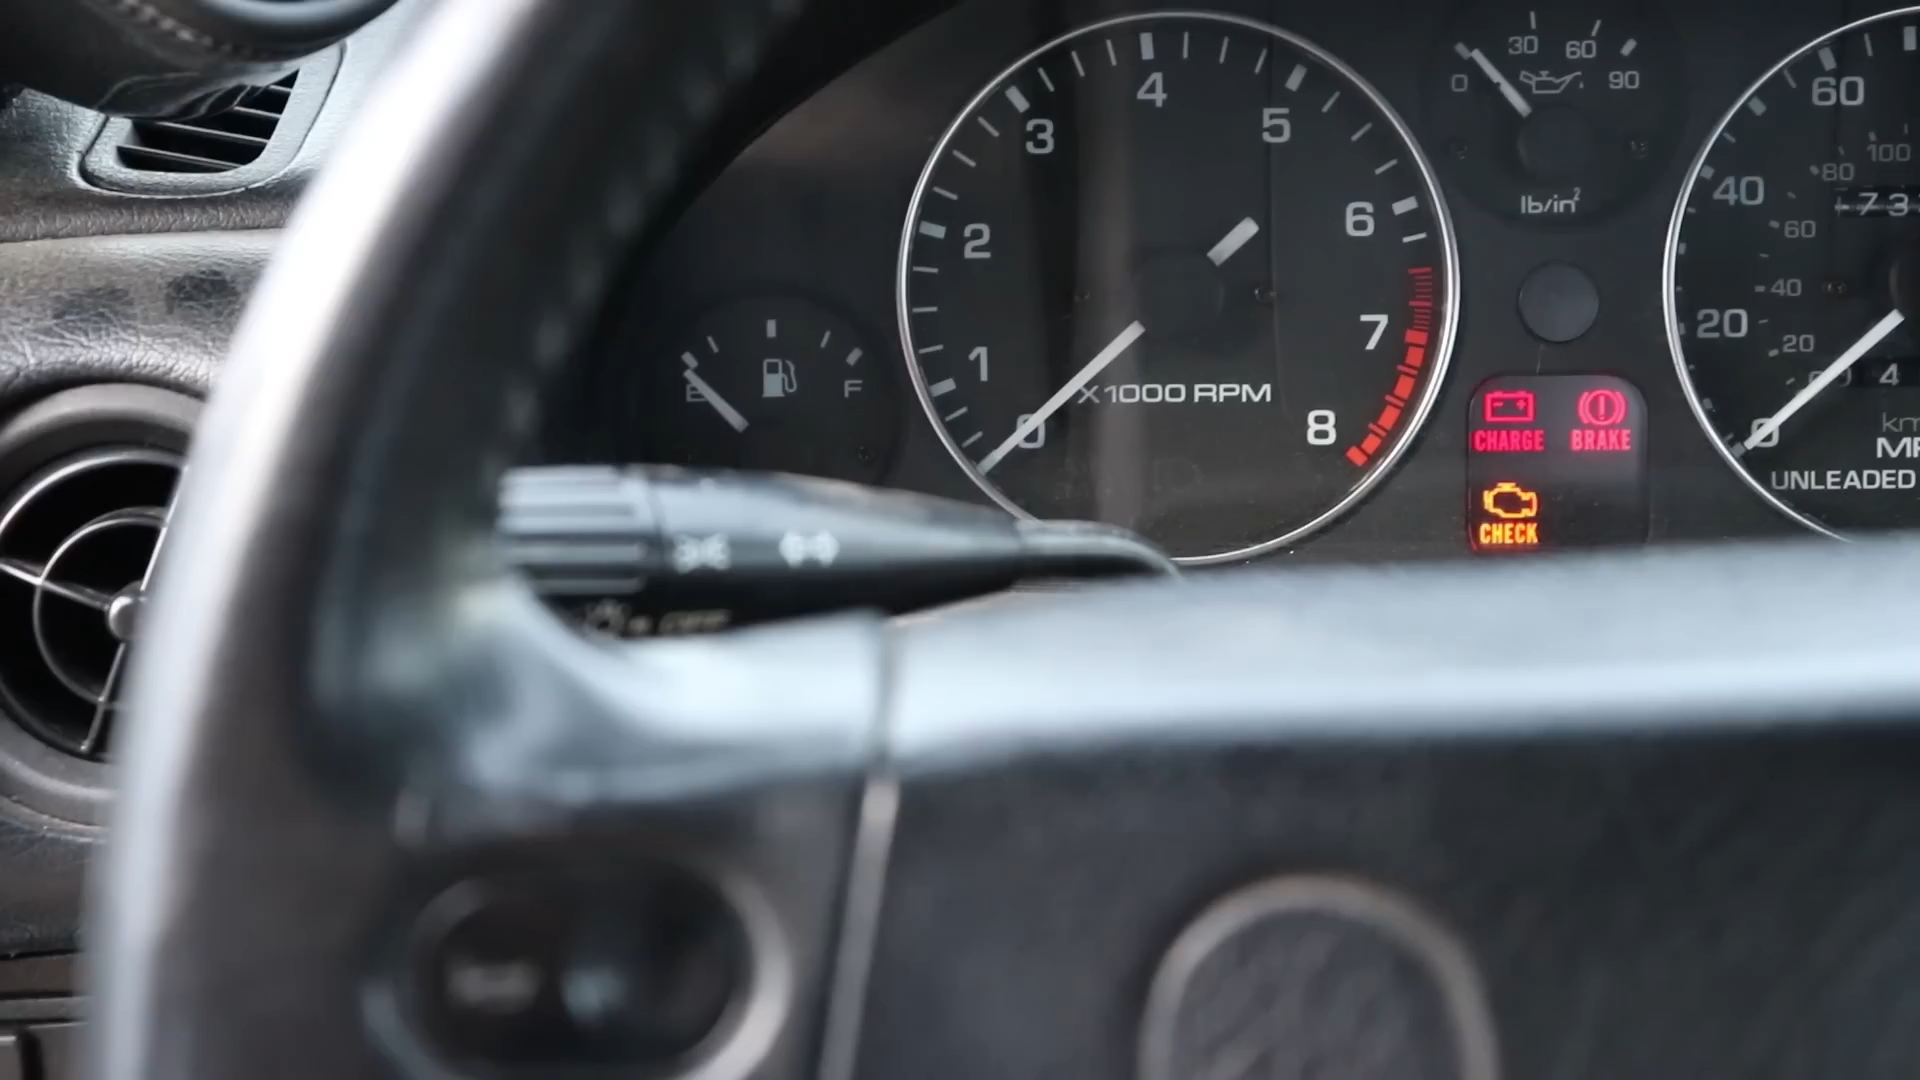 E F
0 1 2 3 4 5 6 7 8
X1000 RPM
0 30 60 90
lb/in²
CHARGE BRAKE
CHECK
0 20 40 60
20 40 60 80 100
73
4
km
UNLEADED